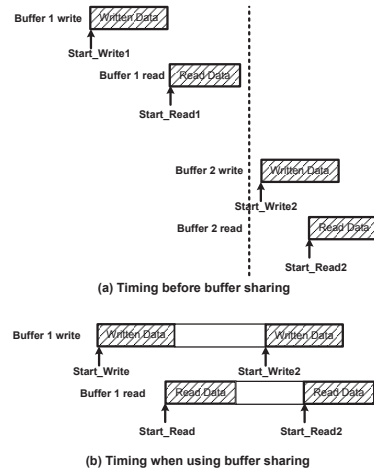 Buffer 1 write Written Data
Start_Write1
Buffer 1 read Read Data
Start_Read1
Buffer 2 write Written Data
Start_Write2
Buffer 2 read Read Data
Start_Read2
(a) Timing before buffer sharing
Buffer 1 write Written Data Written Data
Start_Write Start_Write2
Buffer 1 read Read Data Read Data
Start_Read Start_Read2
(b) Timing when using buffer sharing